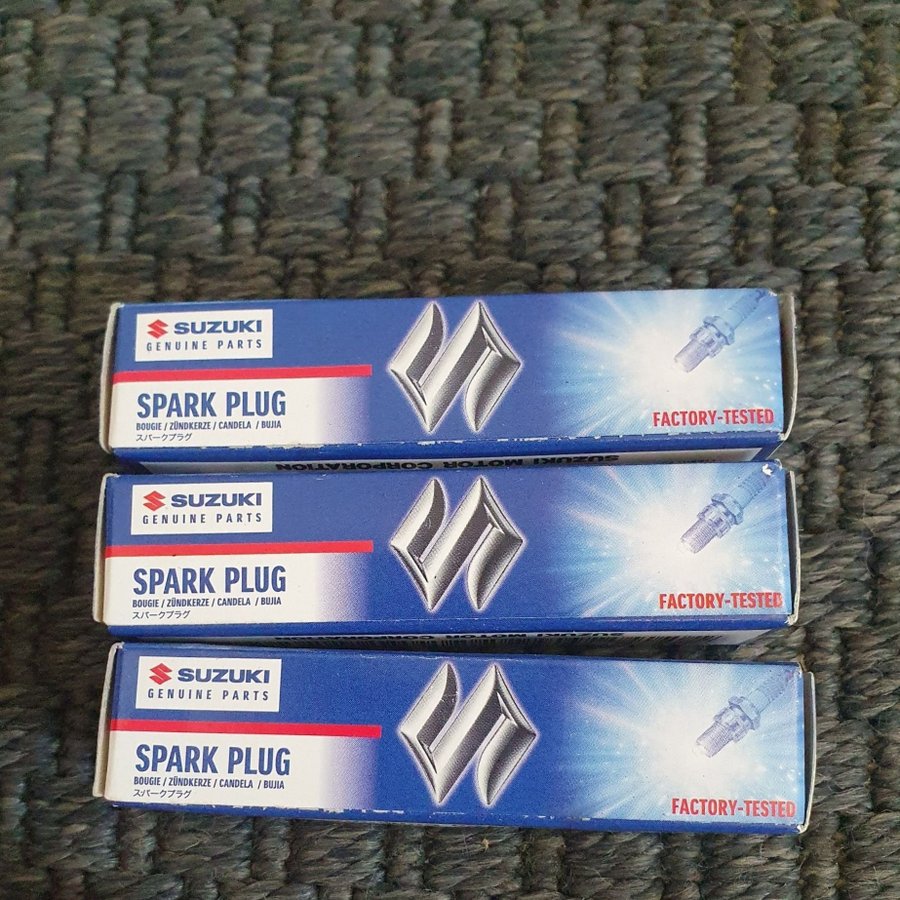 SUZUKI
GENUINE PARTS
SPARK PLUG
BOUGIE / ZÜNDKERZE / CANDELA / BUJIA
スパークプラグ
FACTORY-TESTED
SUZUKI MOTOR CORPORATION
SUZUKI
GENUINE PARTS
SPARK PLUG
BOUGIE / ZÜNDKERZE / CANDELA / BUJIA
スパークプラグ
FACTORY-TESTED
SUZUKI MOTOR CORPORATION
SUZUKI
GENUINE PARTS
SPARK PLUG
BOUGIE / ZÜNDKERZE / CANDELA / BUJIA
スパークプラグ
FACTORY-TESTED